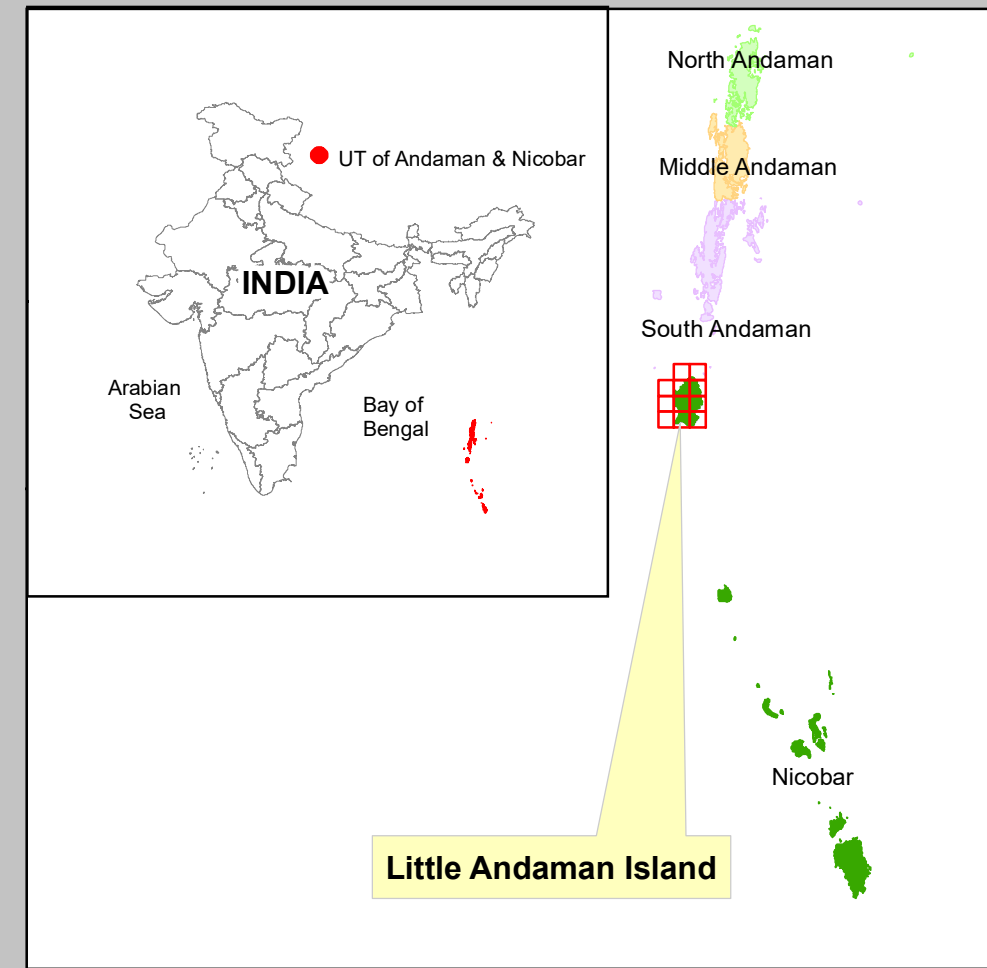 North Andaman
UT of Andaman & Nicobar
Middle Andaman
INDIA
South Andaman
Arabian
Sea
Bay of
Bengal
Nicobar
Little Andaman Island